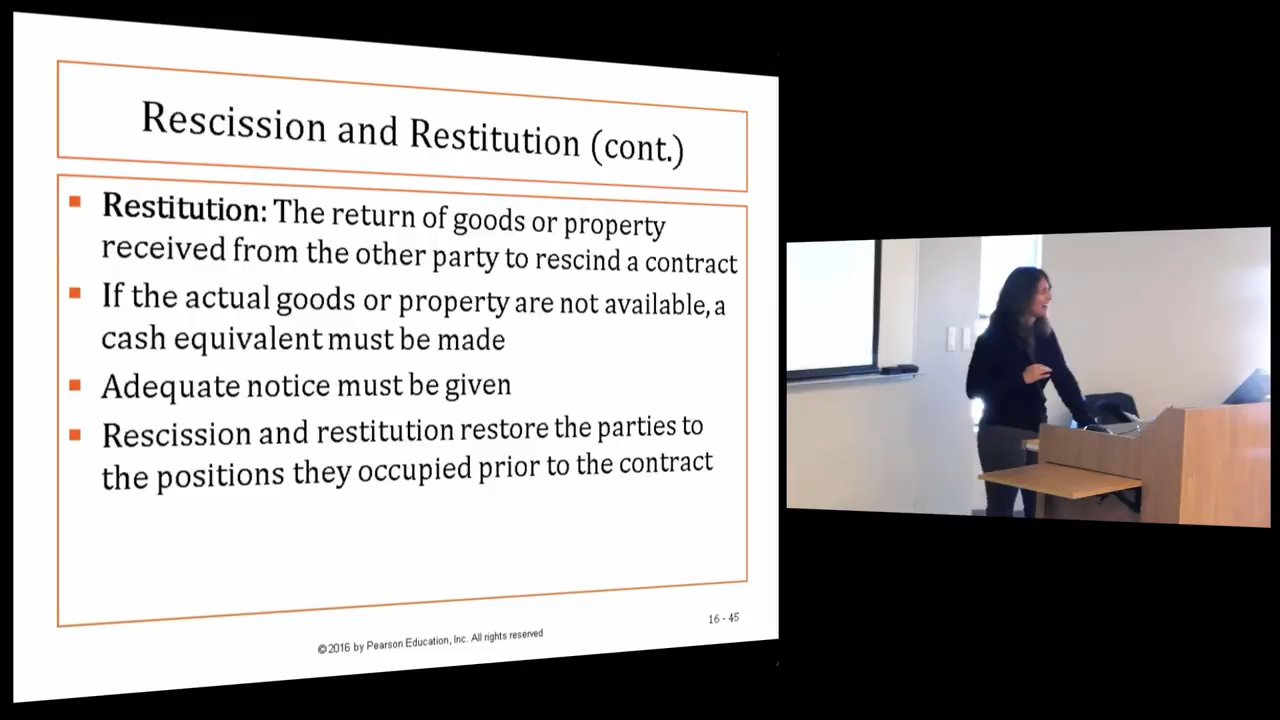 Rescission and Restitution (cont.)
Restitution: The return of goods or property
received from the other party to rescind a contract
If the actual goods or property are not available, a
cash equivalent must be made
Adequate notice must be given
Rescission and restitution restore the parties to
the positions they occupied prior to the contract
16 - 45
©2016 by Pearson Education, Inc. All rights reserved